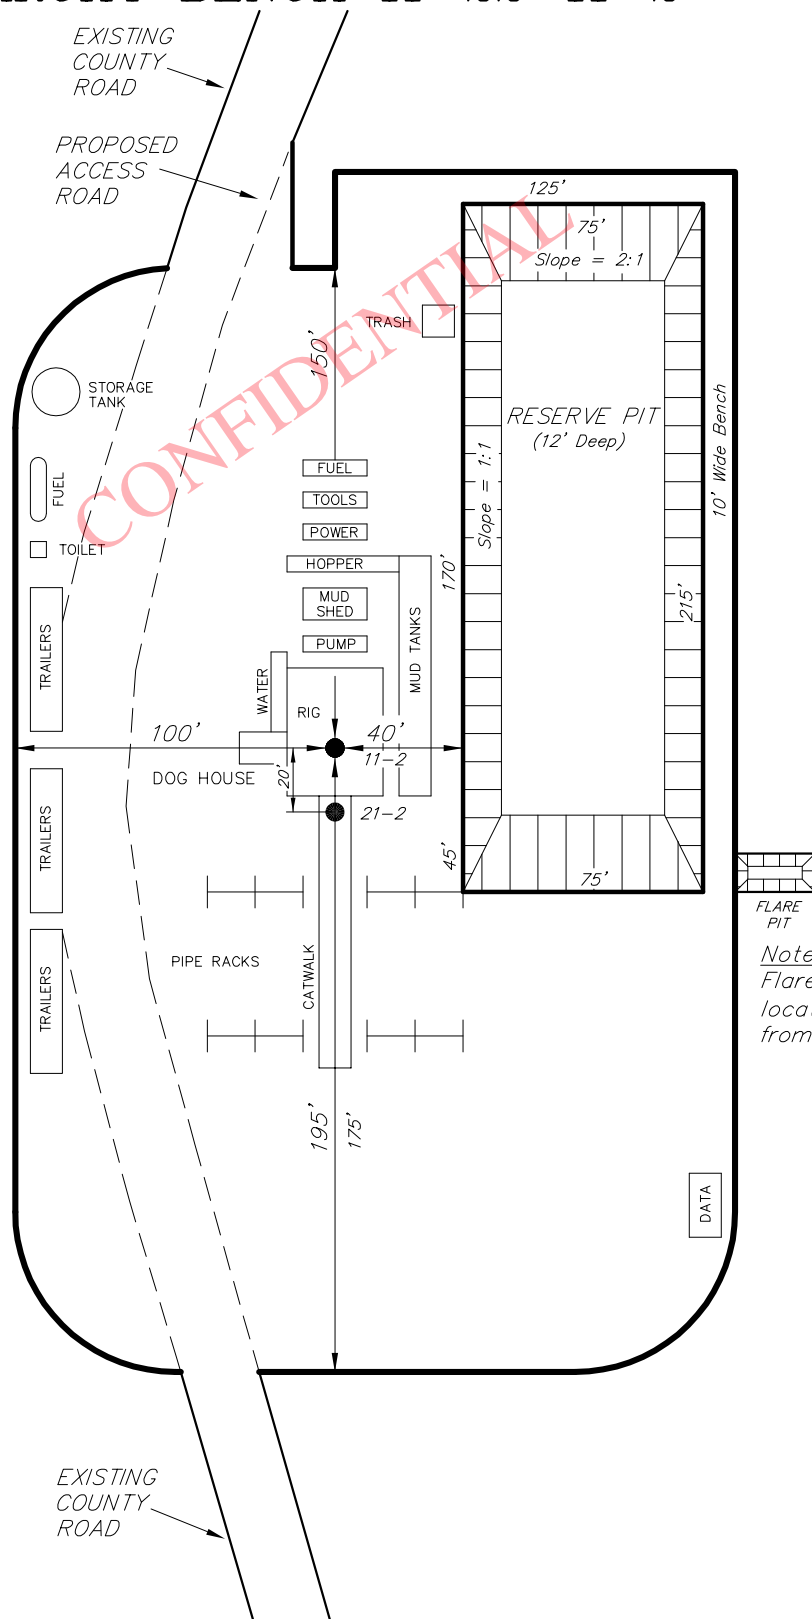 EXISTING
COUNTY
ROAD
PROPOSED
ACCESS
ROAD
125'
75'
Slope = 2:1
CONFIDENTIAL
TRASH
150'
STORAGE
TANK
RESERVE PIT
(12' Deep)
10' Wide Bench
Slope = 1:1
FUEL
FUEL
TOOLS
POWER
TOILET
HOPPER
170'
215'
MUD
SHED
MUD TANKS
TRAILERS
PUMP
WATER
RIG
100'
40'
11-2
DOG HOUSE
20'
21-2
TRAILERS
45'
75'
FLARE
PIT
Note
Flare
loca
from
PIPE RACKS
CATWALK
TRAILERS
195'
175'
DATA
EXISTING
COUNTY
ROAD